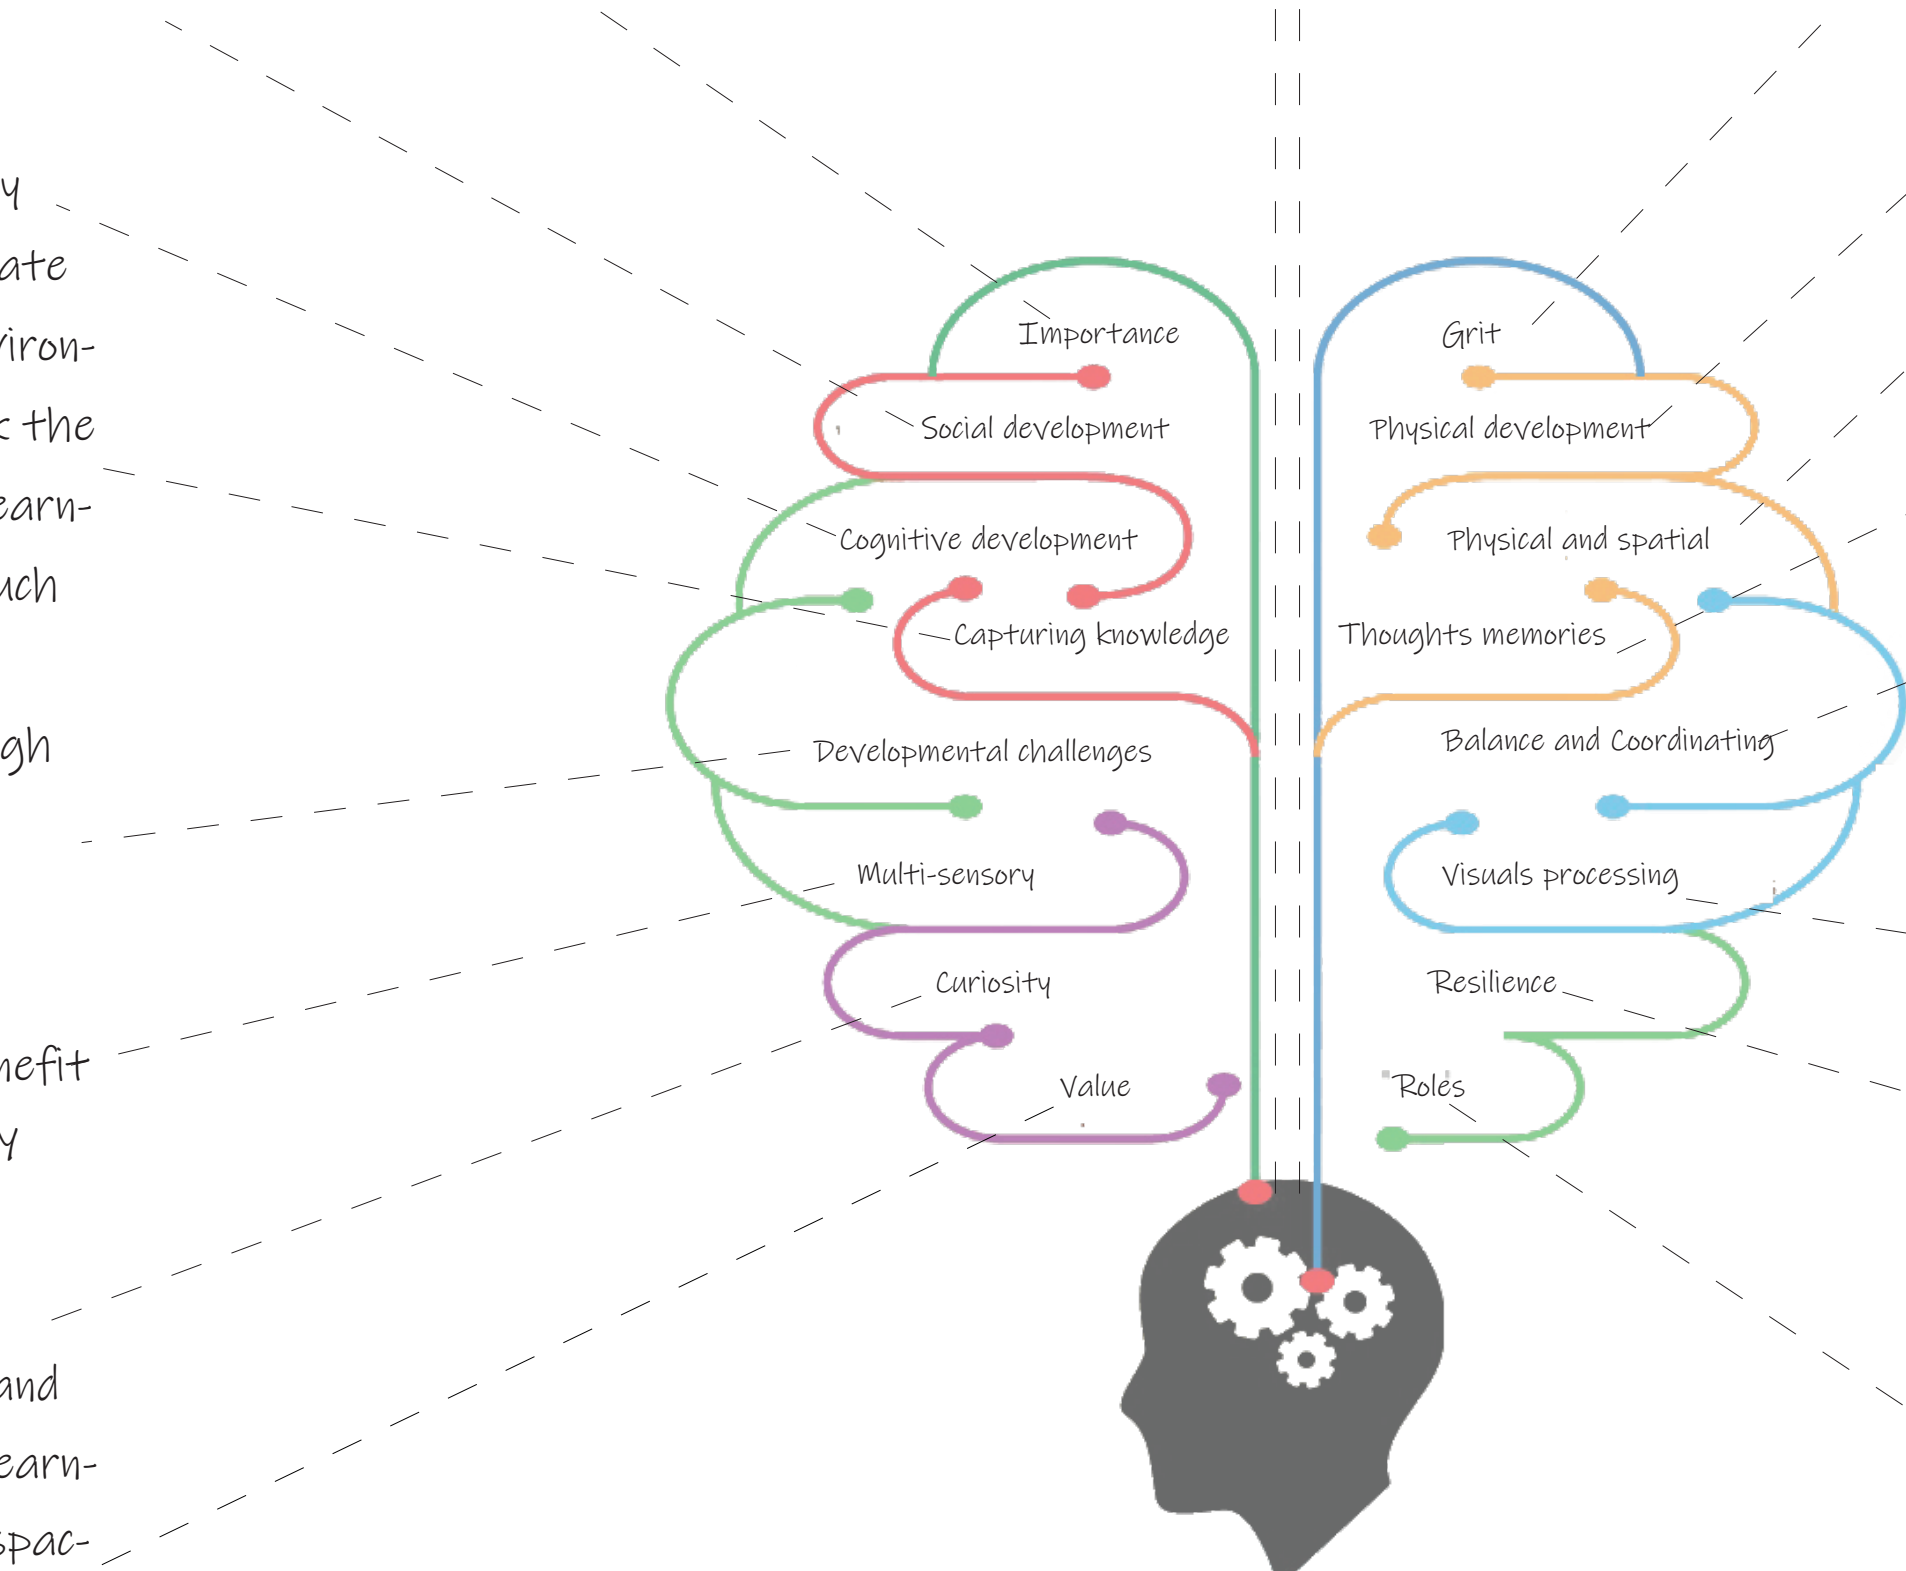 y
ate
viron-
k the
earn-
uch
gh
nefit
y
and
earn-
spac-
Importance
Social development
Cognitive development
Capturing knowledge
Developmental challenges
Multi-sensory
Curiosity
Value
Grit
Physical development
Physical and spatial
Thoughts memories
Balance and Coordinating
Visuals processing
Resilience
Roles